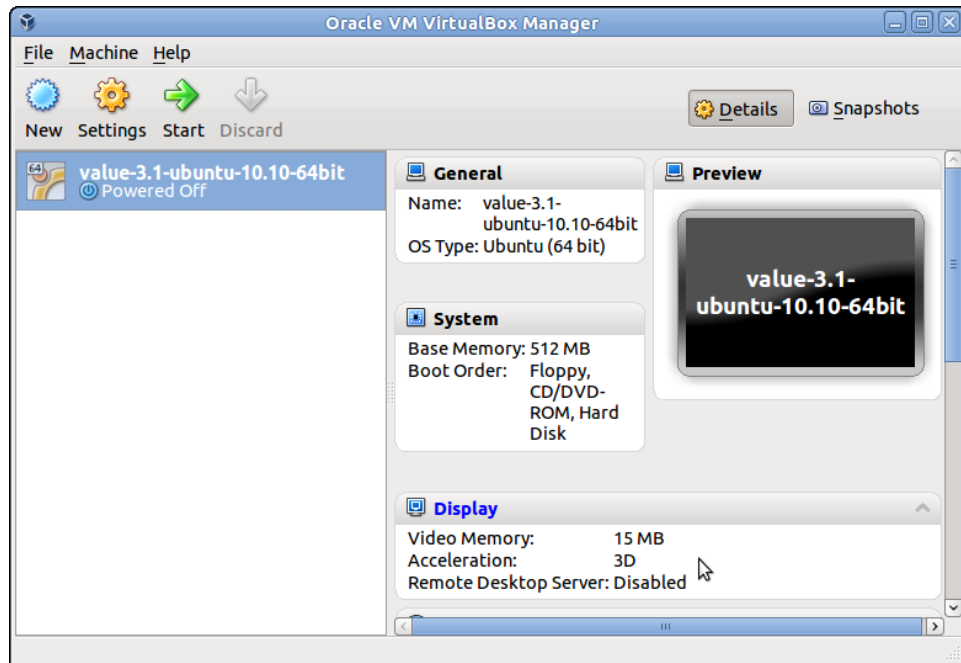 Oracle VM VirtualBox Manager
File Machine Help
New Settings Start Discard
Details Snapshots
64 value-3.1-ubuntu-10.10-64bit
Powered Off
General
Name: value-3.1-
ubuntu-10.10-64bit
OS Type: Ubuntu (64 bit)
Preview
value-3.1-
ubuntu-10.10-64bit
System
Base Memory: 512 MB
Boot Order: Floppy,
CD/DVD-
ROM, Hard
Disk
Display
Video Memory: 15 MB
Acceleration: 3D
Remote Desktop Server: Disabled